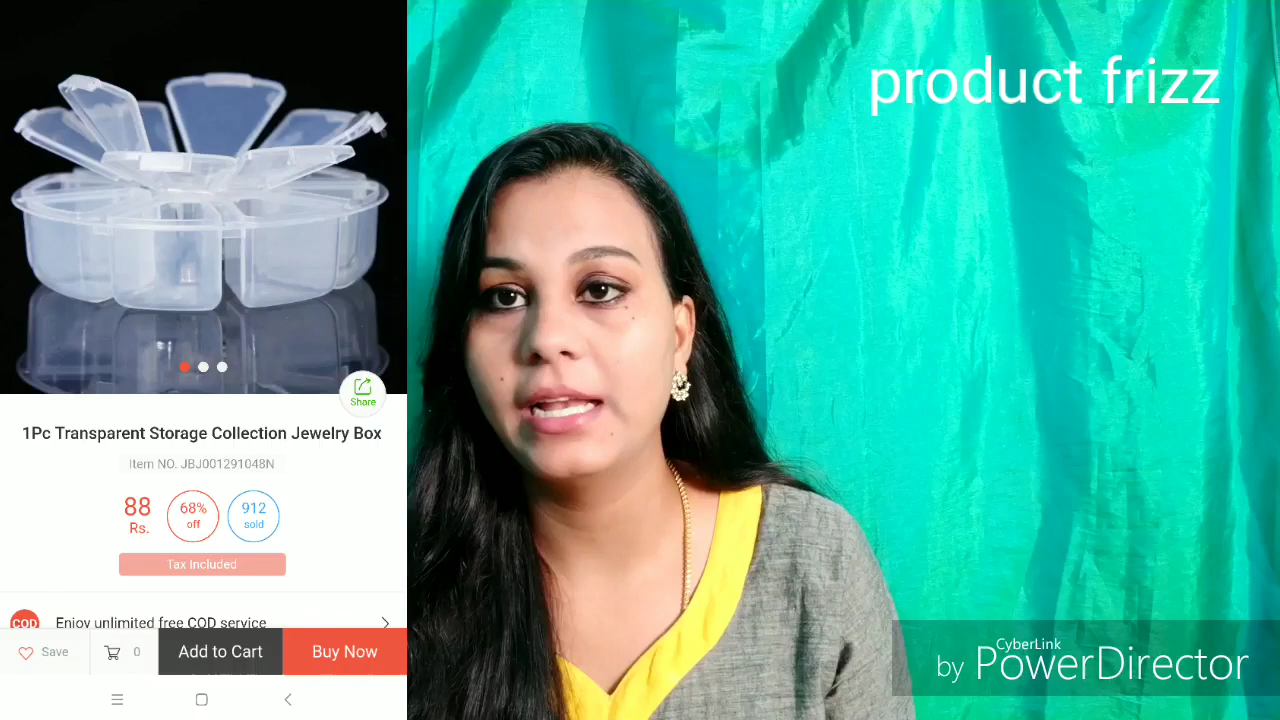 product frizz
Share
1Pc Transparent Storage Collection Jewelry Box
Item NO. JBJ001291048N
88
Rs.
68%
off
912
sold
Tax Included
COD
Enjoy unlimited free COD service
Save
0
Add to Cart
Buy Now
CyberLink
by PowerDirector